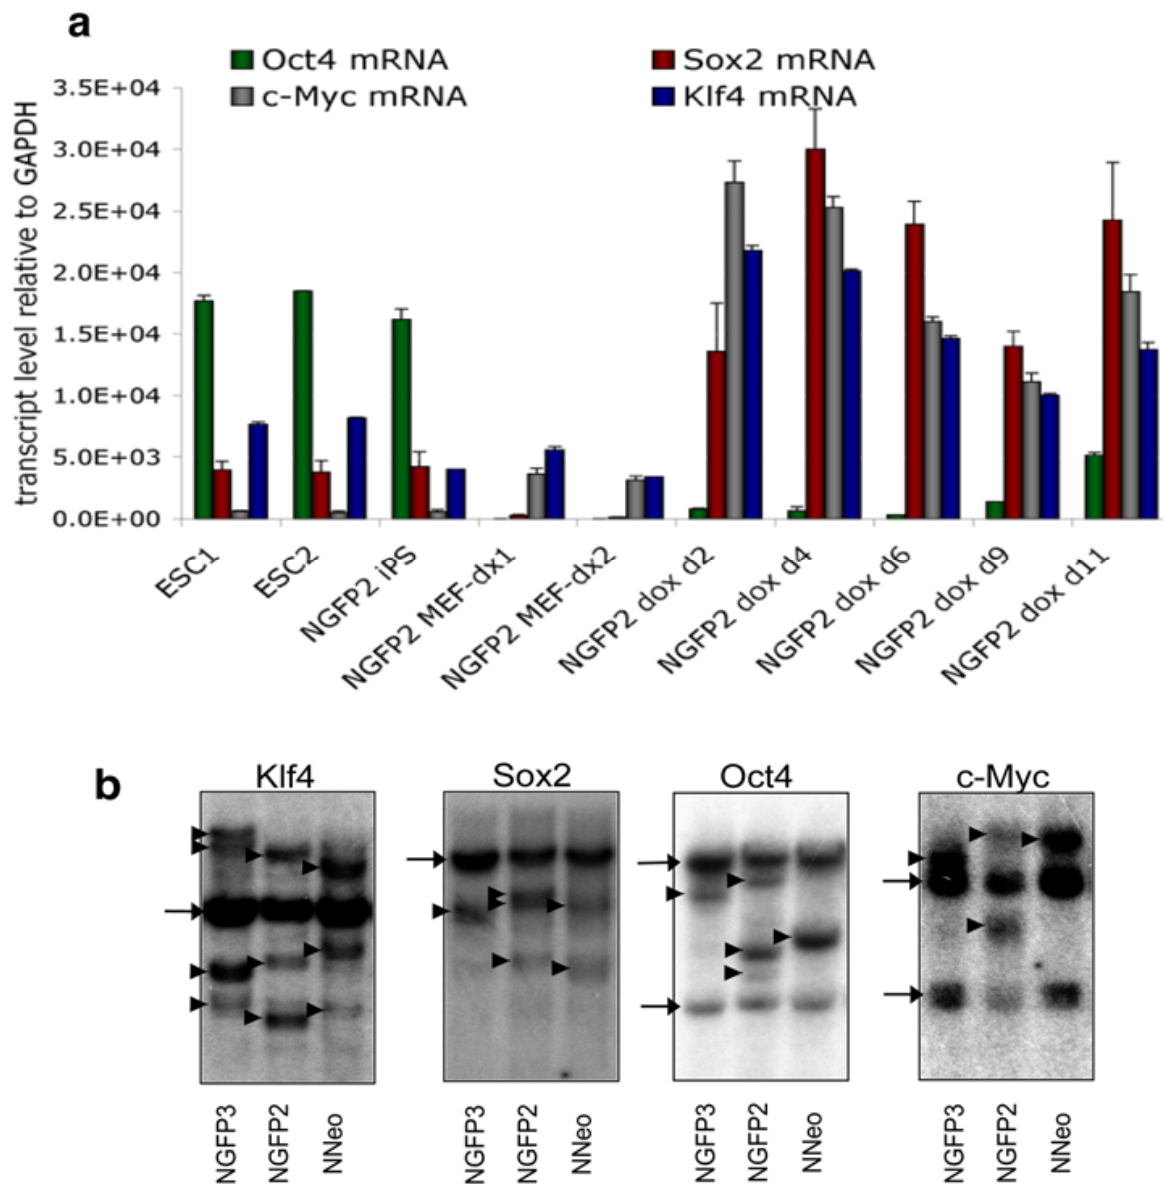 a
Oct4 mRNA
Sox2 mRNA
c-Myc mRNA
Klf4 mRNA
transcript level relative to GAPDH
3.5E+04
3.0E+04
2.5E+04
2.0E+04
1.5E+04
1.0E+04
5.0E+03
0.0E+00
ESC1
ESC2
NGFP2 iPS
NGFP2 MEF-dx1
NGFP2 MEF-dx2
NGFP2 dox d2
NGFP2 dox d4
NGFP2 dox d6
NGFP2 dox d9
NGFP2 dox d11
b
Klf4
Sox2
Oct4
c-Myc
NGFP3
NGFP2
NNeo
NGFP3
NGFP2
NNeo
NGFP3
NGFP2
NNeo
NGFP3
NGFP2
NNeo